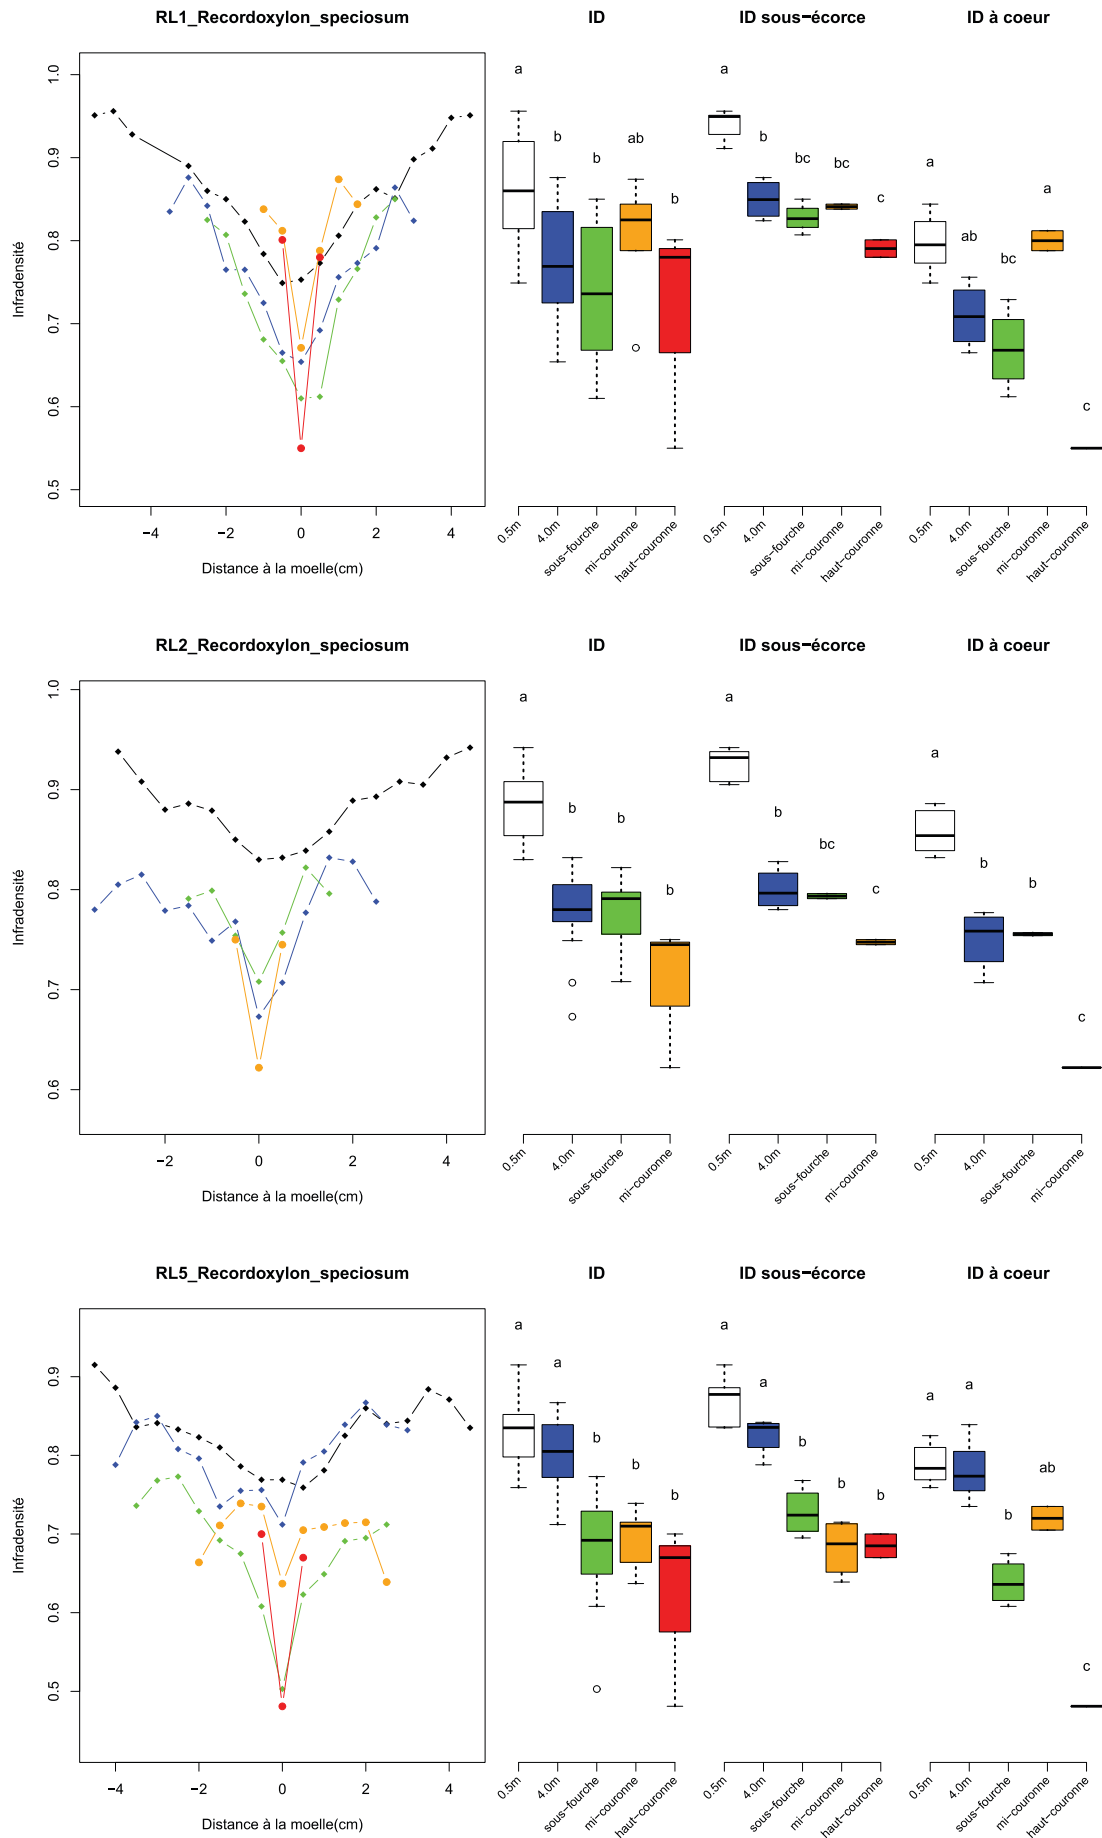 RL1_Recordoxylon_speciosum
ID
ID sous−écorce
ID à coeur
1.0
0.9
0.8
0.7
0.6
0.5
Infradensité
−4
−2
0
2
4
Distance à la moelle(cm)
a
b
b
ab
b
0.5m
4.0m
sous−fourche
mi−couronne
haut−couronne
a
b
bc
bc
c
0.5m
4.0m
sous−fourche
mi−couronne
haut−couronne
a
ab
bc
a
c
0.5m
4.0m
sous−fourche
mi−couronne
haut−couronne
RL2_Recordoxylon_speciosum
ID
ID sous−écorce
ID à coeur
1.0
0.9
0.8
0.7
0.6
Infradensité
−2
0
2
4
Distance à la moelle(cm)
a
b
b
b
0.5m
4.0m
sous−fourche
mi−couronne
a
b
bc
c
0.5m
4.0m
sous−fourche
mi−couronne
a
b
b
c
0.5m
4.0m
sous−fourche
mi−couronne
RL5_Recordoxylon_speciosum
ID
ID sous−écorce
ID à coeur
0.9
0.8
0.7
0.6
0.5
Infradensité
−4
−2
0
2
4
Distance à la moelle(cm)
a
a
b
b
b
0.5m
4.0m
sous−fourche
mi−couronne
haut−couronne
a
a
b
b
b
0.5m
4.0m
sous−fourche
mi−couronne
haut−couronne
a
a
b
ab
c
0.5m
4.0m
sous−fourche
mi−couronne
haut−couronne